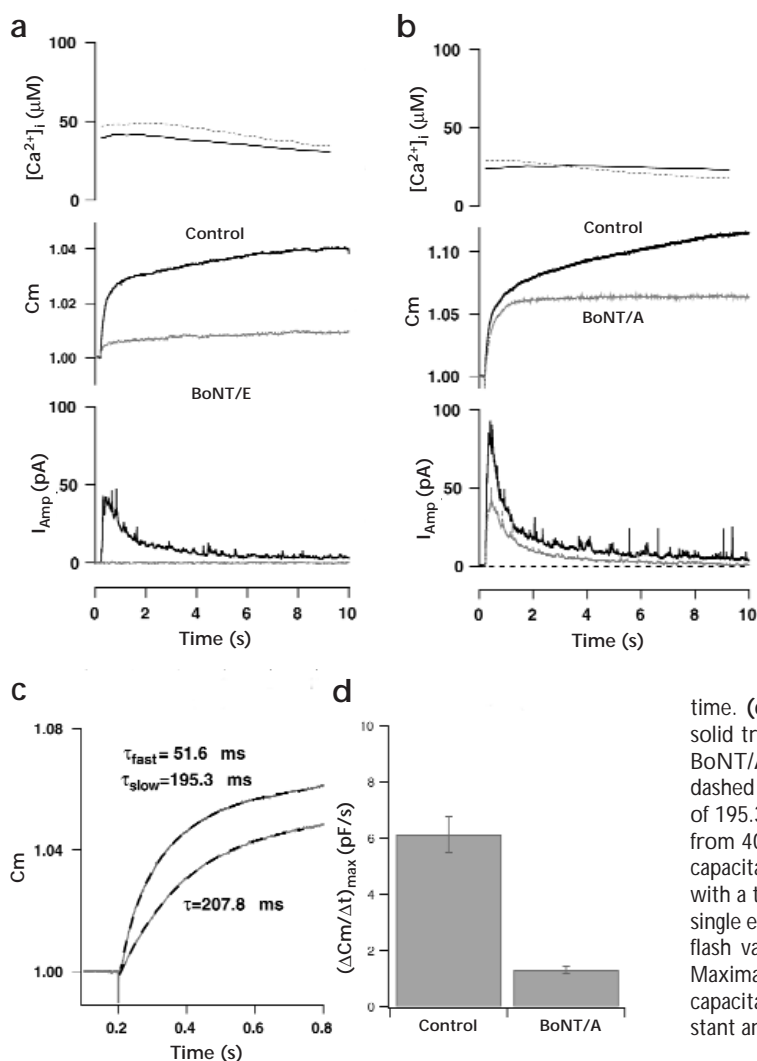 a
b
100
50
0
[Ca²⁺]ᵢ (μM)
100
50
0
[Ca²⁺]ᵢ (μM)
Control
1.04
1.02
1.00
Cm
BoNT/E
Control
1.10
1.05
1.00
Cm
BoNT/A
100
50
0
I_Amp (pA)
0 2 4 6 8 10
Time (s)
100
50
0
I_Amp (pA)
0 2 4 6 8 10
Time (s)
c
Cm
1.08
1.04
1.00
τ_fast= 51.6 ms
τ_slow=195.3 ms
τ=207.8 ms
0.2 0.4 0.6 0.8
Time (s)
d
(ΔCm/Δt)_max (pF/s)
10
8
6
4
2
0
Control BoNT/A
time. (
solid tr
BoNT/A
dashed
of 195.3
from 40
capacita
with a t
single e
flash va
Maxima
capacita
stant ar